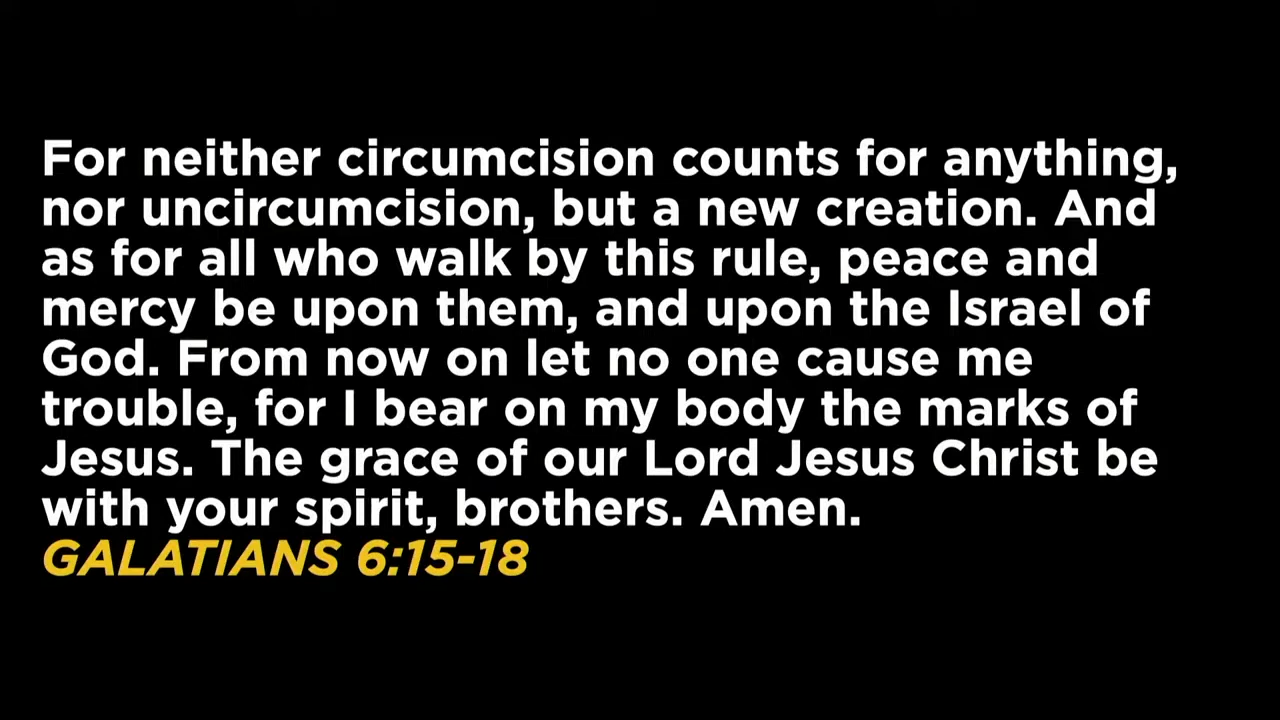 For neither circumcision counts for anything,
nor uncircumcision, but a new creation. And
as for all who walk by this rule, peace and
mercy be upon them, and upon the Israel of
God. From now on let no one cause me
trouble, for I bear on my body the marks of
Jesus. The grace of our Lord Jesus Christ be
with your spirit, brothers. Amen.
GALATIANS 6:15-18